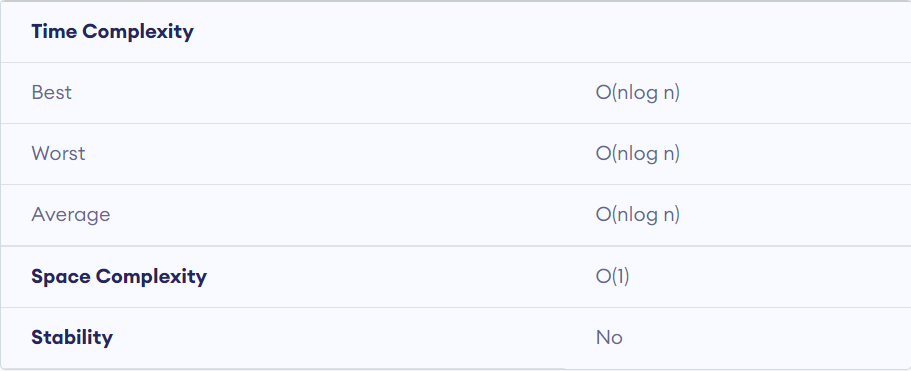 Time Complexity
Best O(nlog n)
Worst O(nlog n)
Average O(nlog n)
Space Complexity O(1)
Stability No